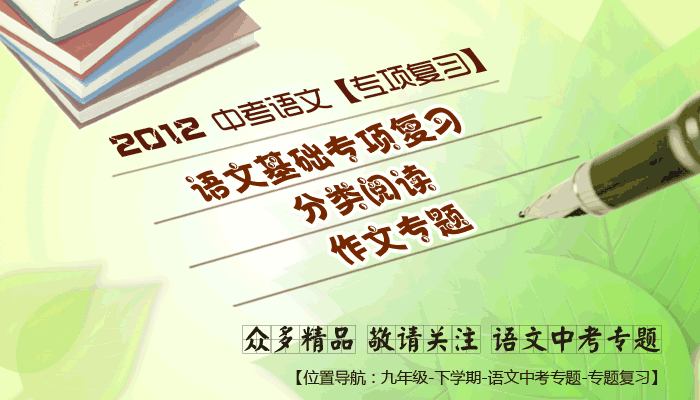 2012 中考语文【专项复习】
语文基础专项复习
分类阅读
作文专题
众多精品 敬请关注 语文中考专题
【位置导航：九年级-下学期-语文中考专题-专题复习】